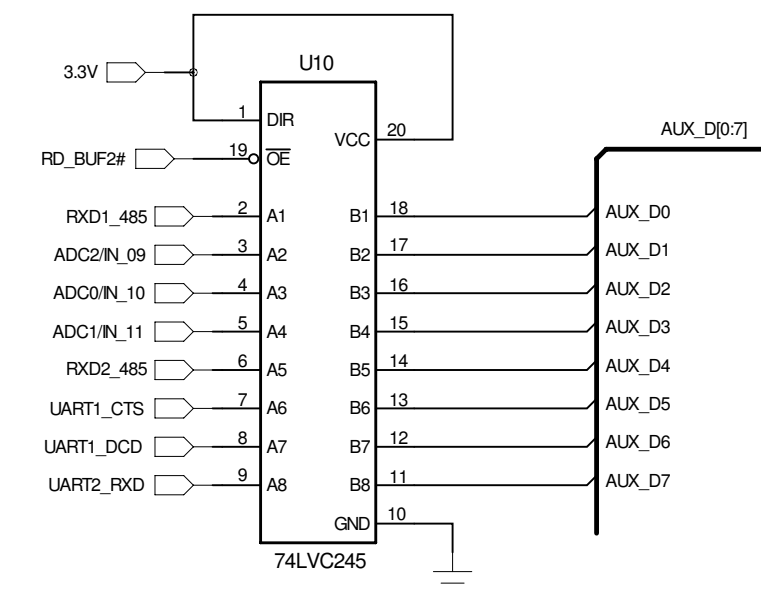 U10
3.3V
1 DIR
VCC 20
AUX_D[0:7]
RD_BUF2# 19 OE
RXD1_485 2 A1 B1 18 AUX_D0
ADC2/IN_09 3 A2 B2 17 AUX_D1
ADC0/IN_10 4 A3 B3 16 AUX_D2
ADC1/IN_11 5 A4 B4 15 AUX_D3
RXD2_485 6 A5 B5 14 AUX_D4
UART1_CTS 7 A6 B6 13 AUX_D5
UART1_DCD 8 A7 B7 12 AUX_D6
UART2_RXD 9 A8 B8 11 AUX_D7
GND 10
74LVC245